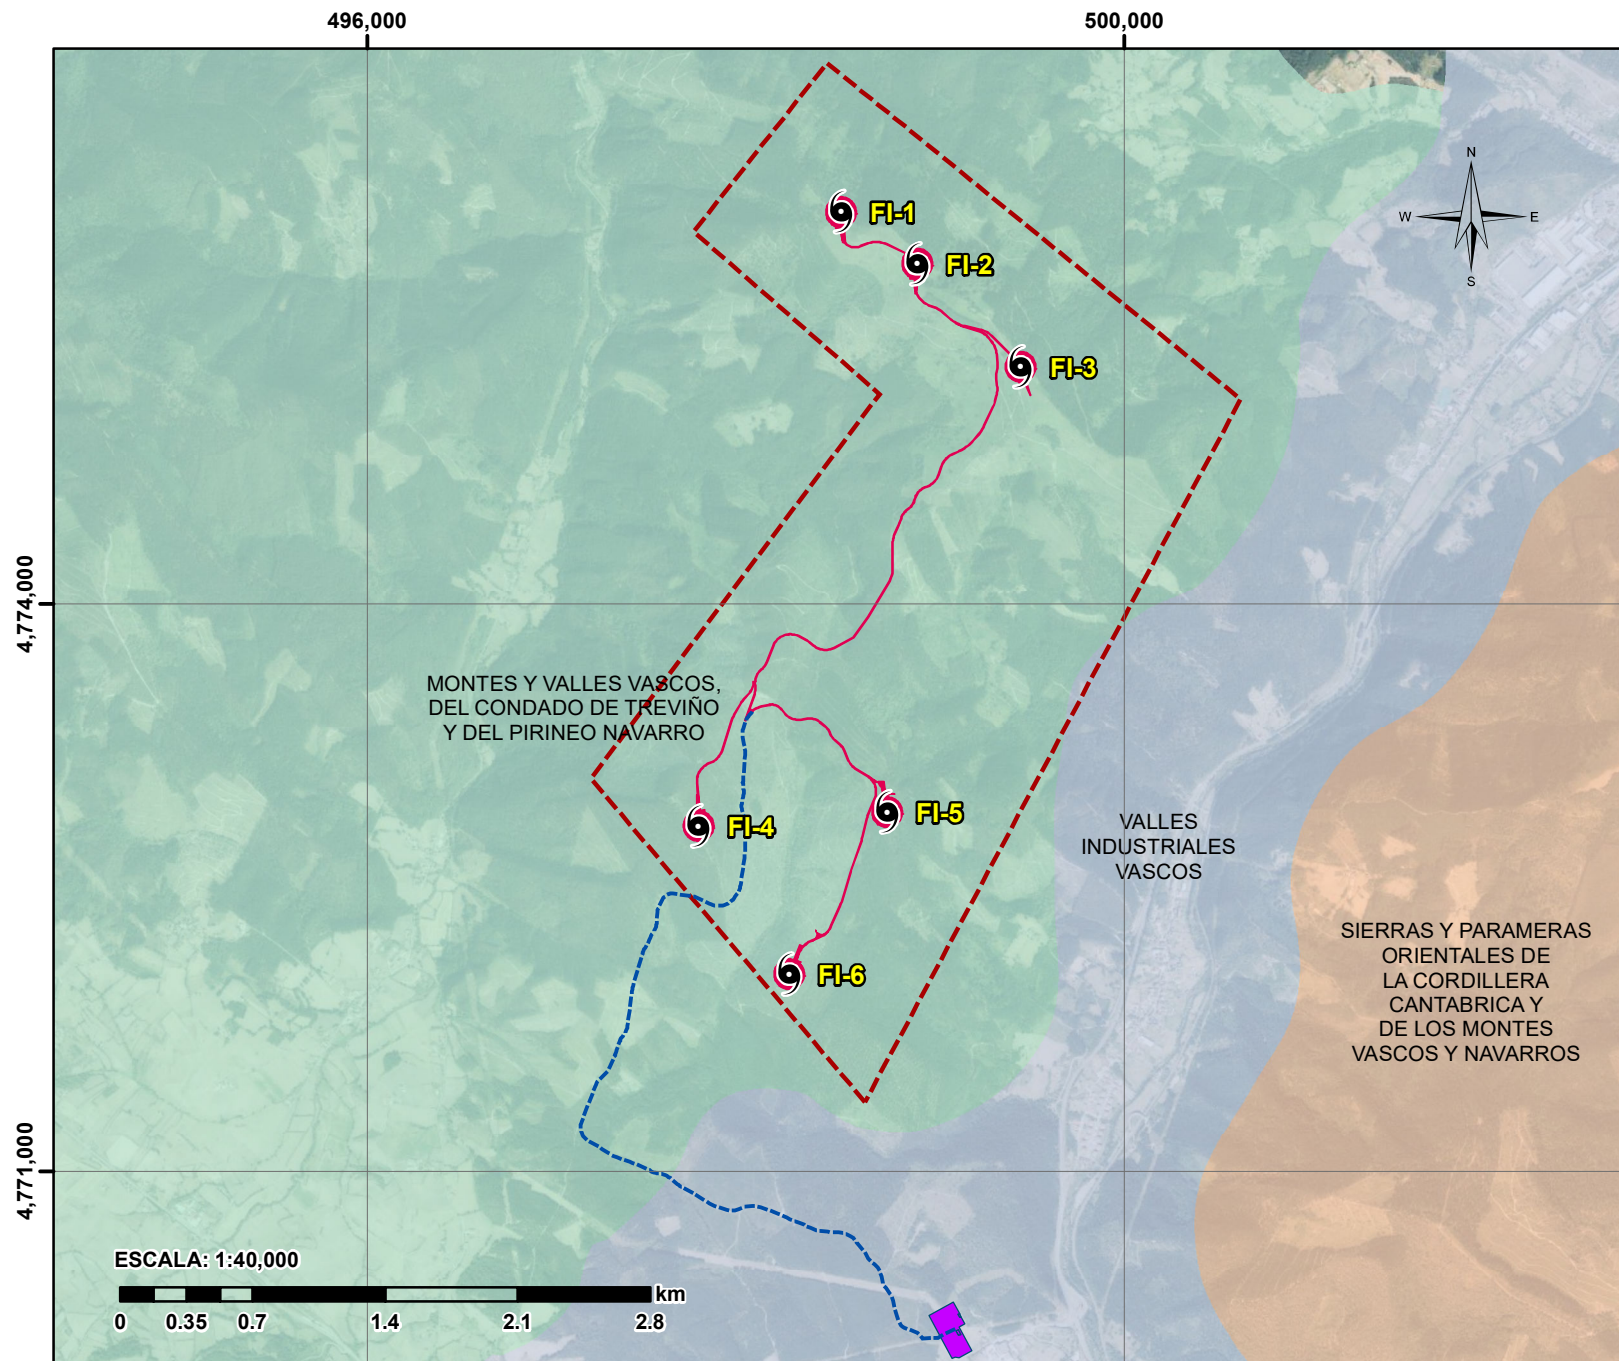 496,000
500,000
N
W
E
S
FI-1
FI-2
FI-3
4,774,000
MONTES Y VALLES VASCOS,
DEL CONDADO DE TREVIÑO
Y DEL PIRINEO NAVARRO
FI-4
FI-5
VALLES
INDUSTRIALES
VASCOS
FI-6
SIERRAS Y PARAMERAS
ORIENTALES DE
LA CORDILLERA
CANTABRICA Y
DE LOS MONTES
VASCOS Y NAVARROS
4,771,000
ESCALA: 1:40,000
km
0 0.35 0.7 1.4 2.1 2.8